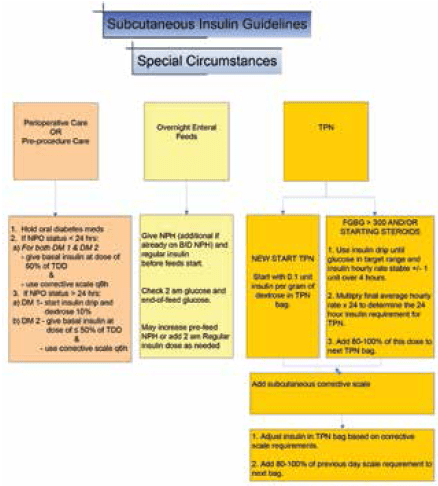 Subcutaneous Insulin Guidelines
Special Circumstances
Perioperative Care
OR
Pre-procedure Care
1. Hold oral diabetes meds
2. If NPO status < 24 hrs:
a) For both DM 1 & DM 2
- give basal insulin at dose of
60% of TDD
&
- use corrective scale q6h
3. If NPO status > 24 hrs:
a) DM 1- start insulin drip and
dextrose 10%
b) DM 2 - give basal insulin at
dose of ≤ 50% of TDD
&
- use corrective scale q6h
Overnight Enteral
Feeds
Give NPH (additional if
already on BID NPH) and
regular insulin
before feeds start.
Check 2 am glucose and
end-of-feed glucose.
May increase pre-feed
NPH or add 2 am Regular
insulin dose as needed
TPN
NEW START TPN
Start with 0.1 unit
insulin per gram of
dextrose in TPN
bag.
FGBG > 300 AND/OR
STARTING STEROIDS
1. Use insulin drip until
glucose in target range and
insulin hourly rate stable +/- 1
unit over 4 hours.
2. Multiply final average hourly
rate x 24 to determine the 24
hour insulin requirement for
TPN.
3. Add 80-100% of this dose to
next TPN bag.
Add subcutaneous corrective scale
1. Adjust insulin in TPN bag based on corrective
scale requirements.
2. Add 80-100% of previous day scale requirement to
next bag.